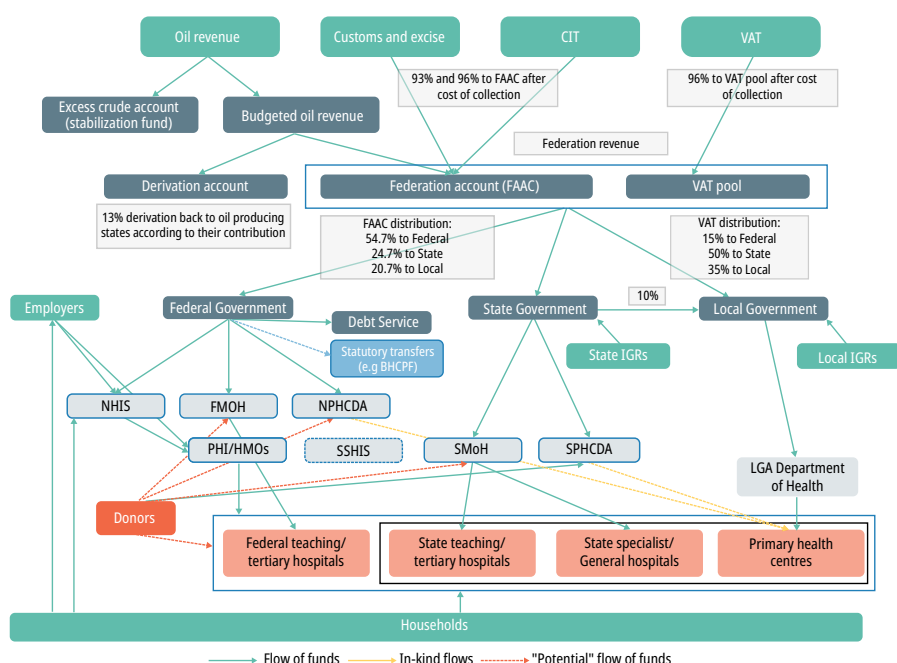 Oil revenue
Customs and excise
CIT
VAT
93% and 96% to FAAC after
cost of collection
96% to VAT pool after cost
of collection
Excess crude account
(stabilization fund)
Budgeted oil revenue
Federation revenue
Derivation account
Federation account (FAAC)
VAT pool
13% derivation back to oil producing
states according to their contribution
FAAC distribution:
54.7% to Federal
24.7% to State
20.7% to Local
VAT distribution:
15% to Federal
50% to State
35% to Local
Employers
Federal Government
State Government
10%
Local Government
Debt Service
Statutory transfers
(e.g BHCPF)
State IGRs
Local IGRs
NHIS
FMOH
NPHCDA
PHI/HMOs
SSHIS
SMoH
SPHCDA
LGA Department
of Health
Donors
Federal teaching/
tertiary hospitals
State teaching/
tertiary hospitals
State specialist/
General hospitals
Primary health
centres
Households
Flow of funds
In-kind flows
"Potential" flow of funds